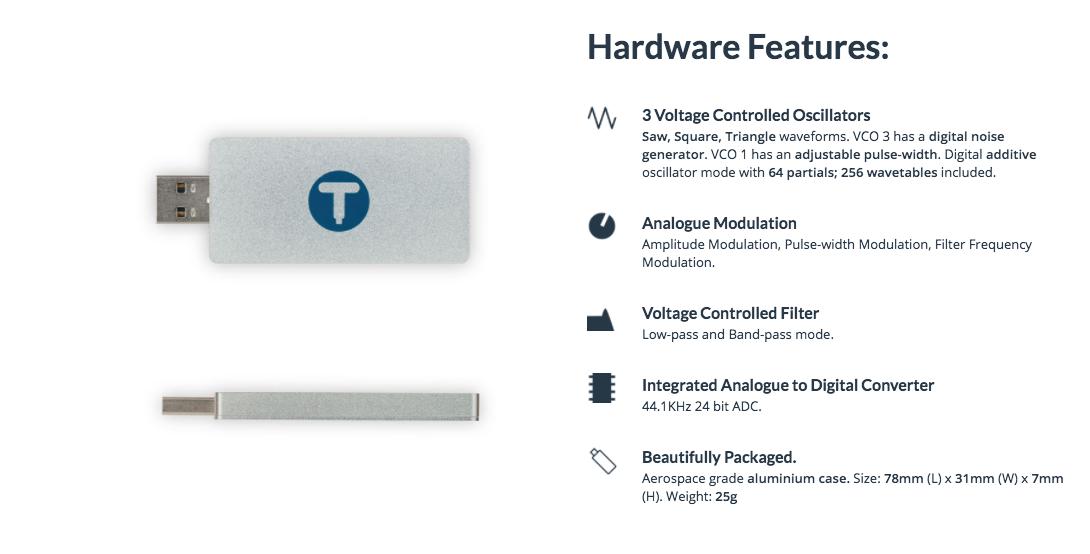 Hardware Features:
3 Voltage Controlled Oscillators
Saw, Square, Triangle waveforms. VCO 3 has a digital noise
generator. VCO 1 has an adjustable pulse-width. Digital additive
oscillator mode with 64 partials; 256 wavetables included.
Analogue Modulation
Amplitude Modulation, Pulse-width Modulation, Filter Frequency
Modulation.
Voltage Controlled Filter
Low-pass and Band-pass mode.
Integrated Analogue to Digital Converter
44.1KHz 24 bit ADC.
Beautifully Packaged.
Aerospace grade aluminium case. Size: 78mm (L) x 31mm (W) x 7mm
(H). Weight: 25g
T